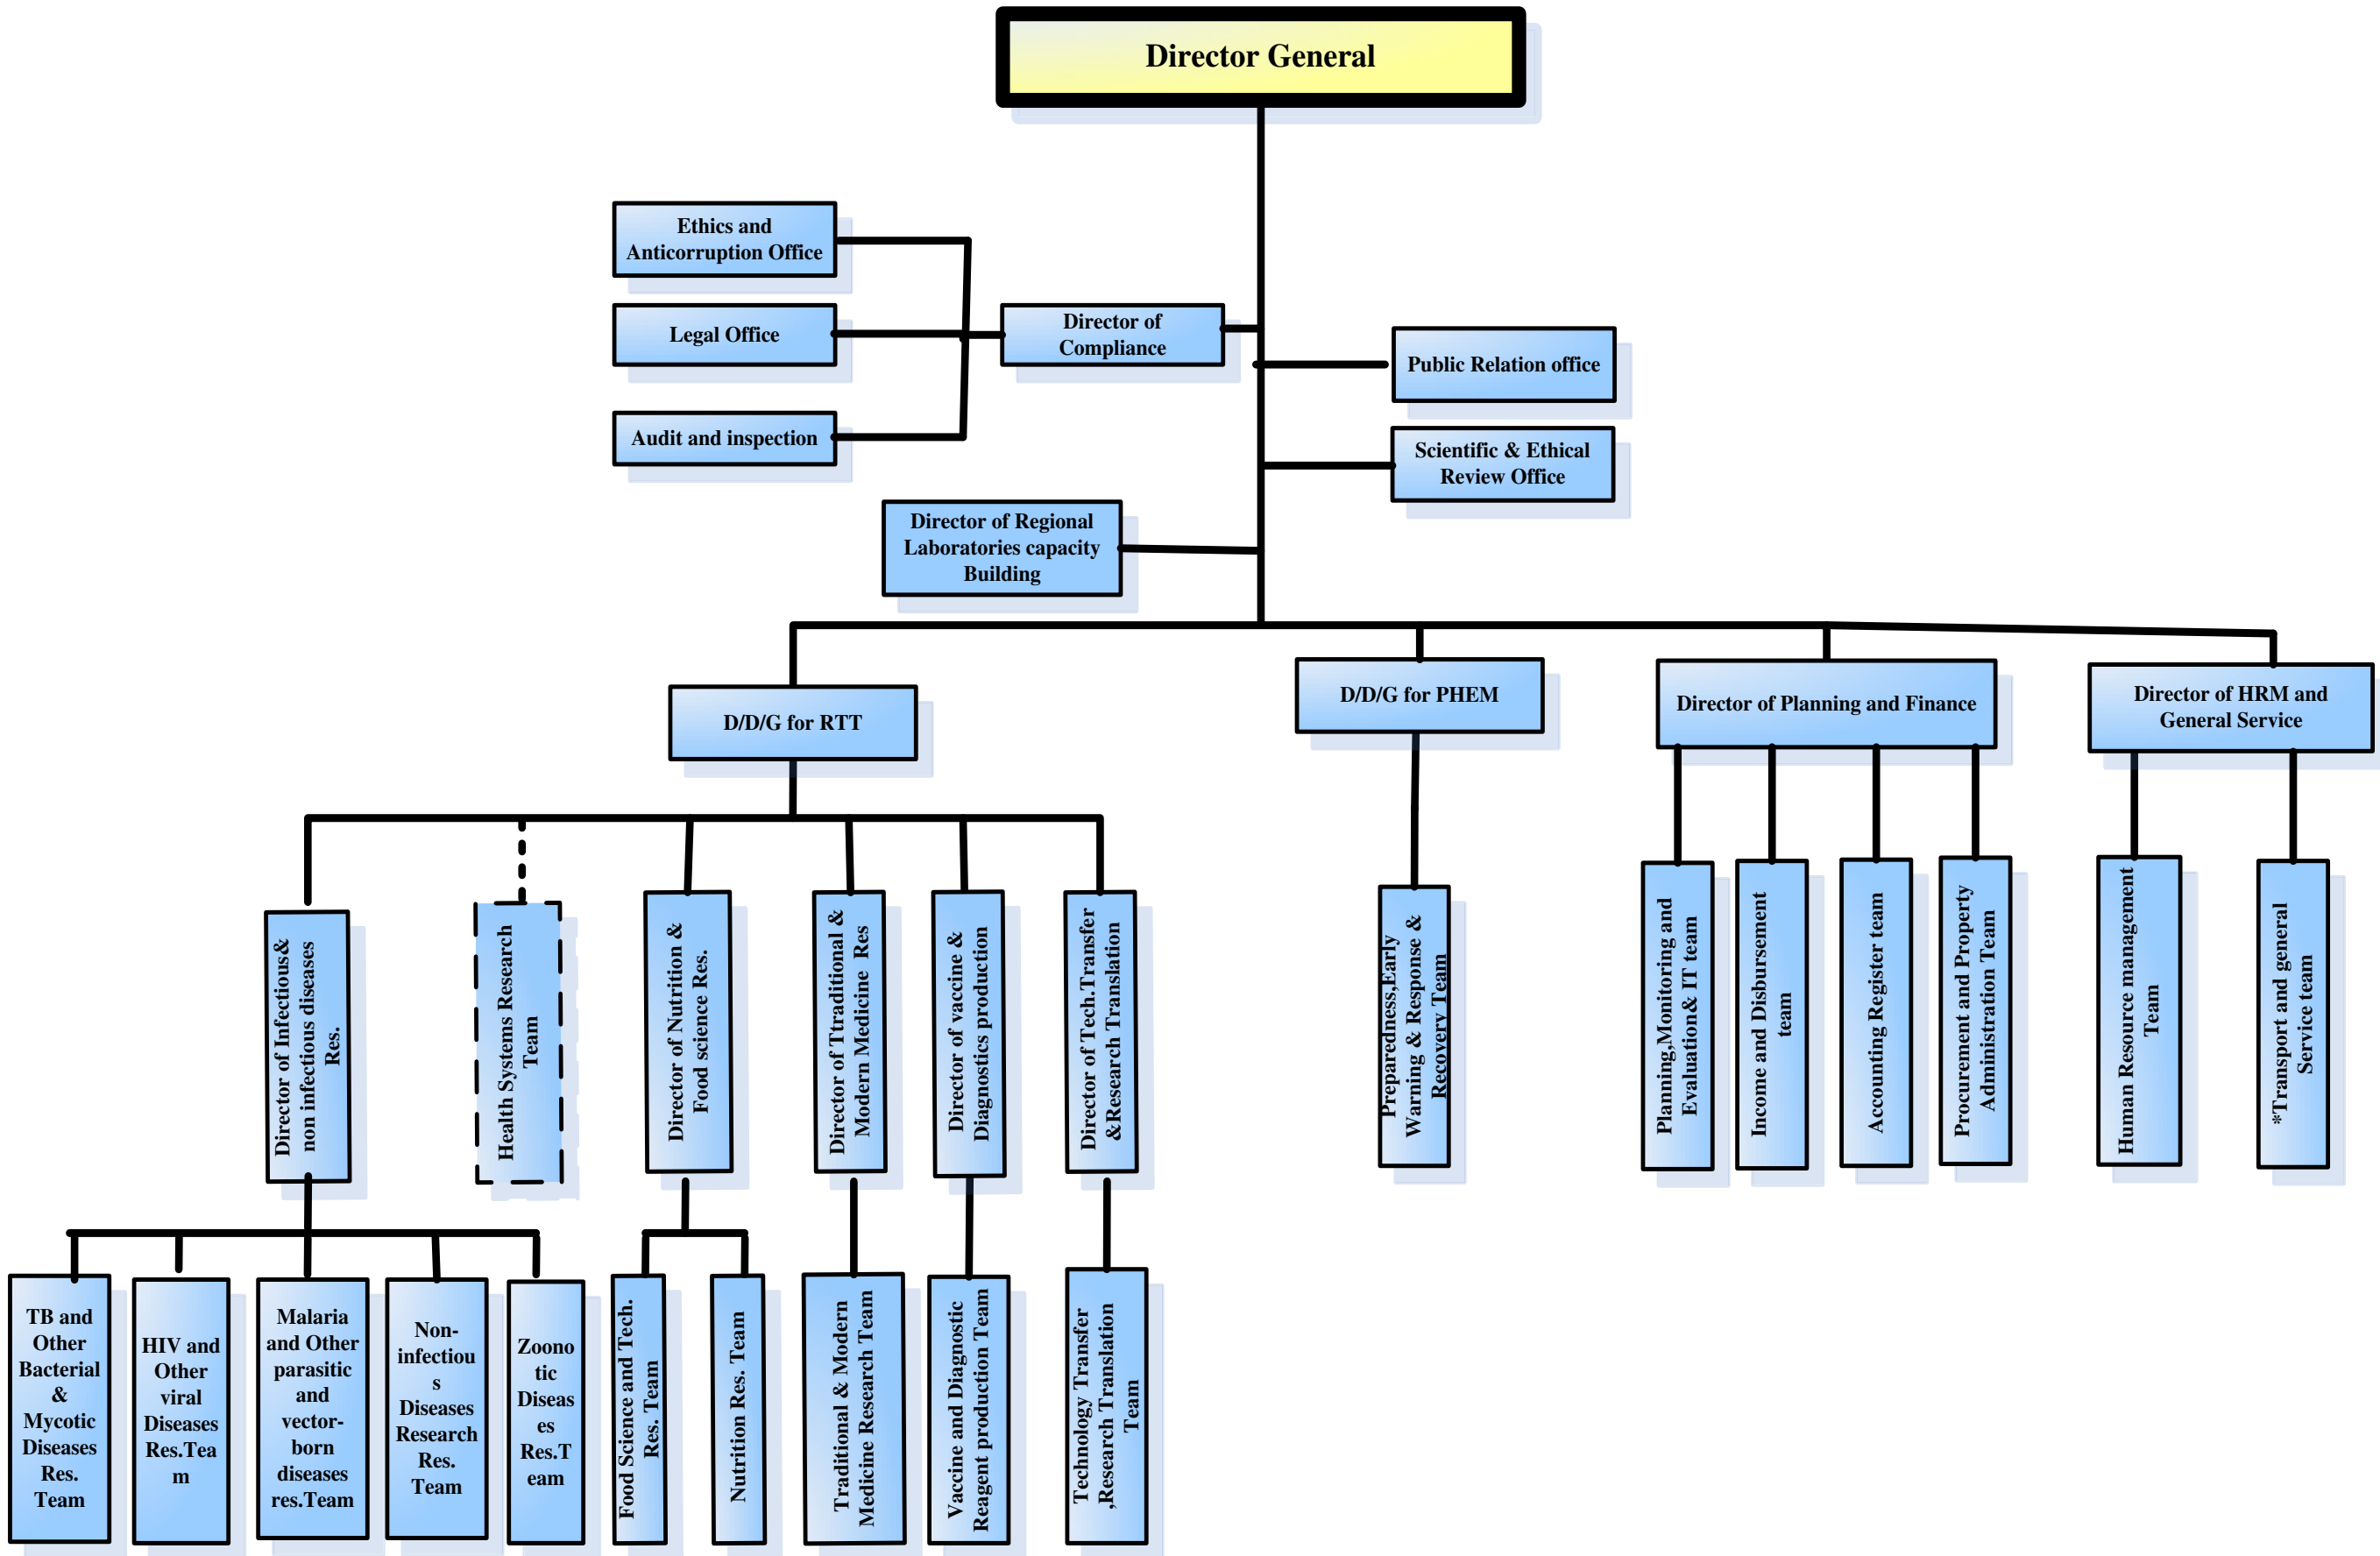 Director General
Ethics and
Anticorruption Office
Legal Office
Director of
Compliance
Public Relation office
Audit and inspection
Scientific & Ethical
Review Office
Director of Regional
Laboratories capacity
Building
D/D/G for RTT
D/D/G for PHEM
Director of Planning and Finance
Director of HRM and
General Service
Director of Infectious&
non infectious diseases
Res.
Health Systems Research
Team
Director of Nutrition &
Food science Res.
Director of Ttraditional &
Modern Medicine Res
Director of vaccine &
Diagnostics production
Director of Tech.Transfer
&Research Translation
Preparedness,Early
Warning & Response &
Recovery Team
Planning,Monitoring and
Evaluation& IT team
Income and Disbursement
team
Accounting Register team
Procurement and Property
Administration Team
Human Resource management
Team
*Transport and general
Service team
TB and
Other
Bacterial
&
Mycotic
Diseases
Res.
Team
HIV and
Other
viral
Diseases
Res.Tea
m
Malaria
and Other
parasitic
and
vector-
born
diseases
res.Team
Non-
infectiou
s
Diseases
Research
Res.
Team
Zoono
tic
Diseas
es
Res.T
eam
Food Science and Tech.
Res. Team
Nutrition Res. Team
Traditional & Modern
Medicine Research Team
Vaccine and Diagnostic
Reagent production Team
Technology Transfer
,Research Translation
Team